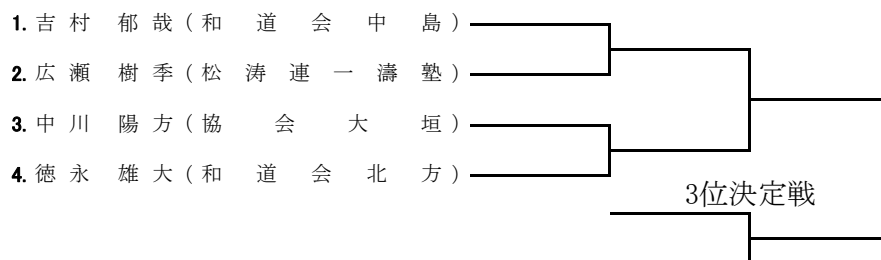 1. 吉村 郁哉(和道会中島)
2. 広瀬 樹季(松涛連一濤塾)
3. 中川 陽方(協会大垣)
4. 徳永 雄大(和道会北方)
3位決定戦